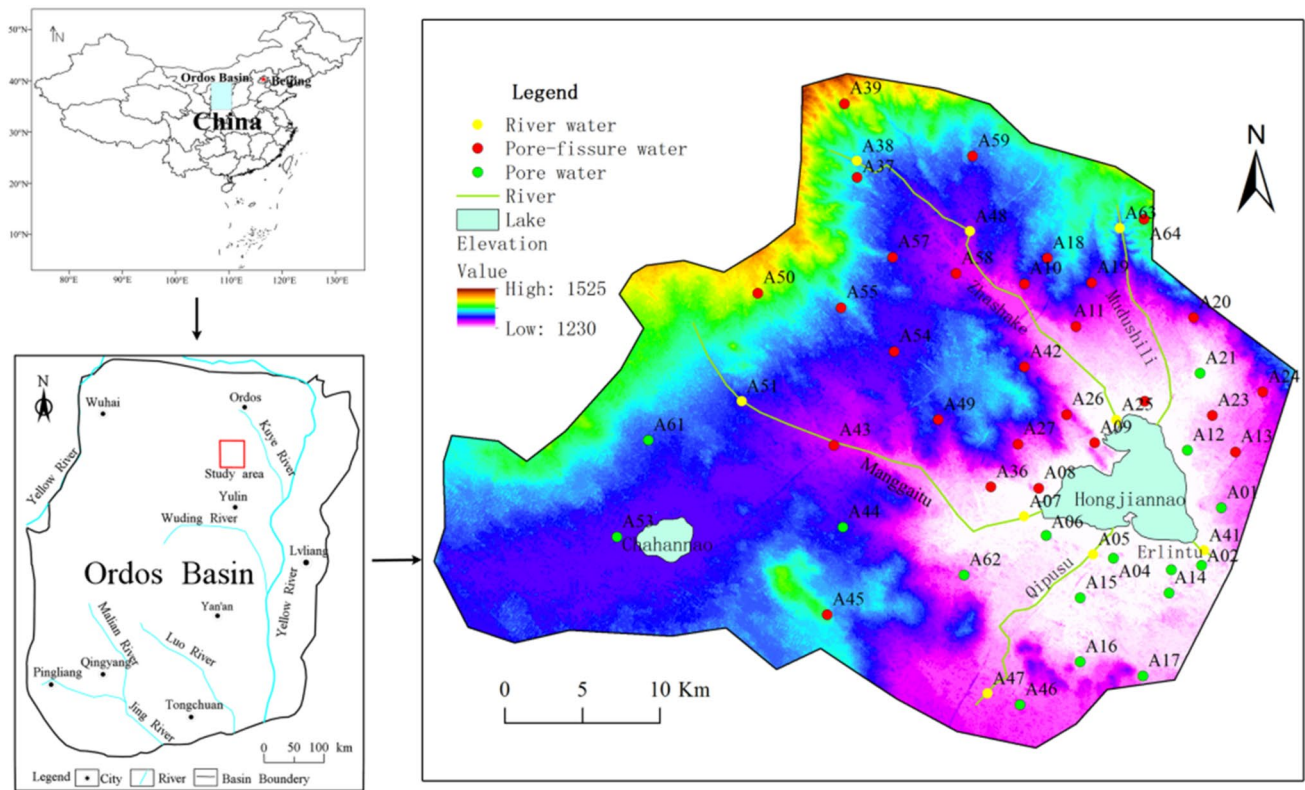 50°N
40°N
30°N
20°N
10°N
80°E
90°E
100°E
110°E
120°E
130°E
N
Ordos Basin
Beijing
China
N
Wuhai
Ordos
Kuye River
Study area
Yellow River
Yulin
Wuding River
Lvliang
Ordos Basin
Yellow River
Yan'an
Malian River
Luo River
Qingyang
Pingliang
Jing River
Tongchuan
0 50 100 km
Legend City River Basin Boundary
Legend
River water
Pore-fissure water
Pore water
River
Lake
Elevation
Value
High: 1525
Low: 1230
N
A39
A38
A37
A59
A48
A63
A64
A57
A58
A18
A10
A19
A50
A55
Zhashake
Mudushili
A11
A20
A54
A42
A21
A24
A51
A49
A26
A25
A23
A61
A43
A27
A09
A12
A13
Manggaitu
A36
A08
Hongjiannao
A07
A01
A53
Chahannao
A44
A06
A05
A41
Erlintu
A02
A62
Qipusu
A04
A14
A15
A45
A16
A17
A47
A46
0 5 10 Km